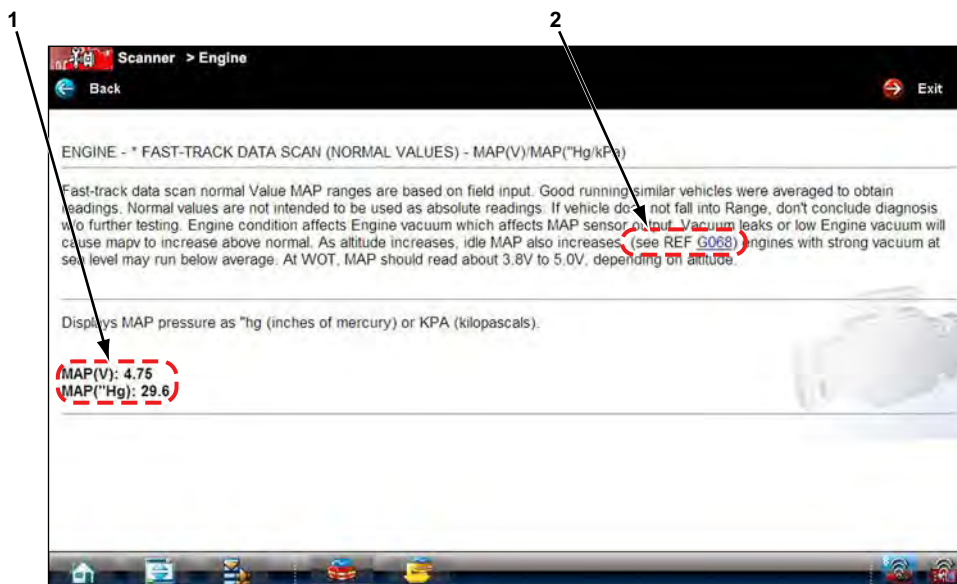 1
2
Scanner > Engine
Back
Exit
ENGINE - * FAST-TRACK DATA SCAN (NORMAL VALUES) - MAP(V)/MAP("Hg/kPa)
Fast-track data scan normal Value MAP ranges are based on field input. Good running similar vehicles were averaged to obtain
readings. Normal values are not intended to be used as absolute readings. If vehicle does not fall into Range, don't conclude diagnosis
w/o further testing. Engine condition affects Engine vacuum which affects MAP sensor output. Vacuum leaks or low Engine vacuum will
cause mapv to increase above normal. As altitude increases, idle MAP also increases, (see REF G068) engines with strong vacuum at
sea level may run below average. At WOT, MAP should read about 3.8V to 5.0V, depending on altitude.
Displays MAP pressure as "hg (inches of mercury) or KPA (kilopascals).
MAP(V): 4.75
MAP("Hg): 29.6